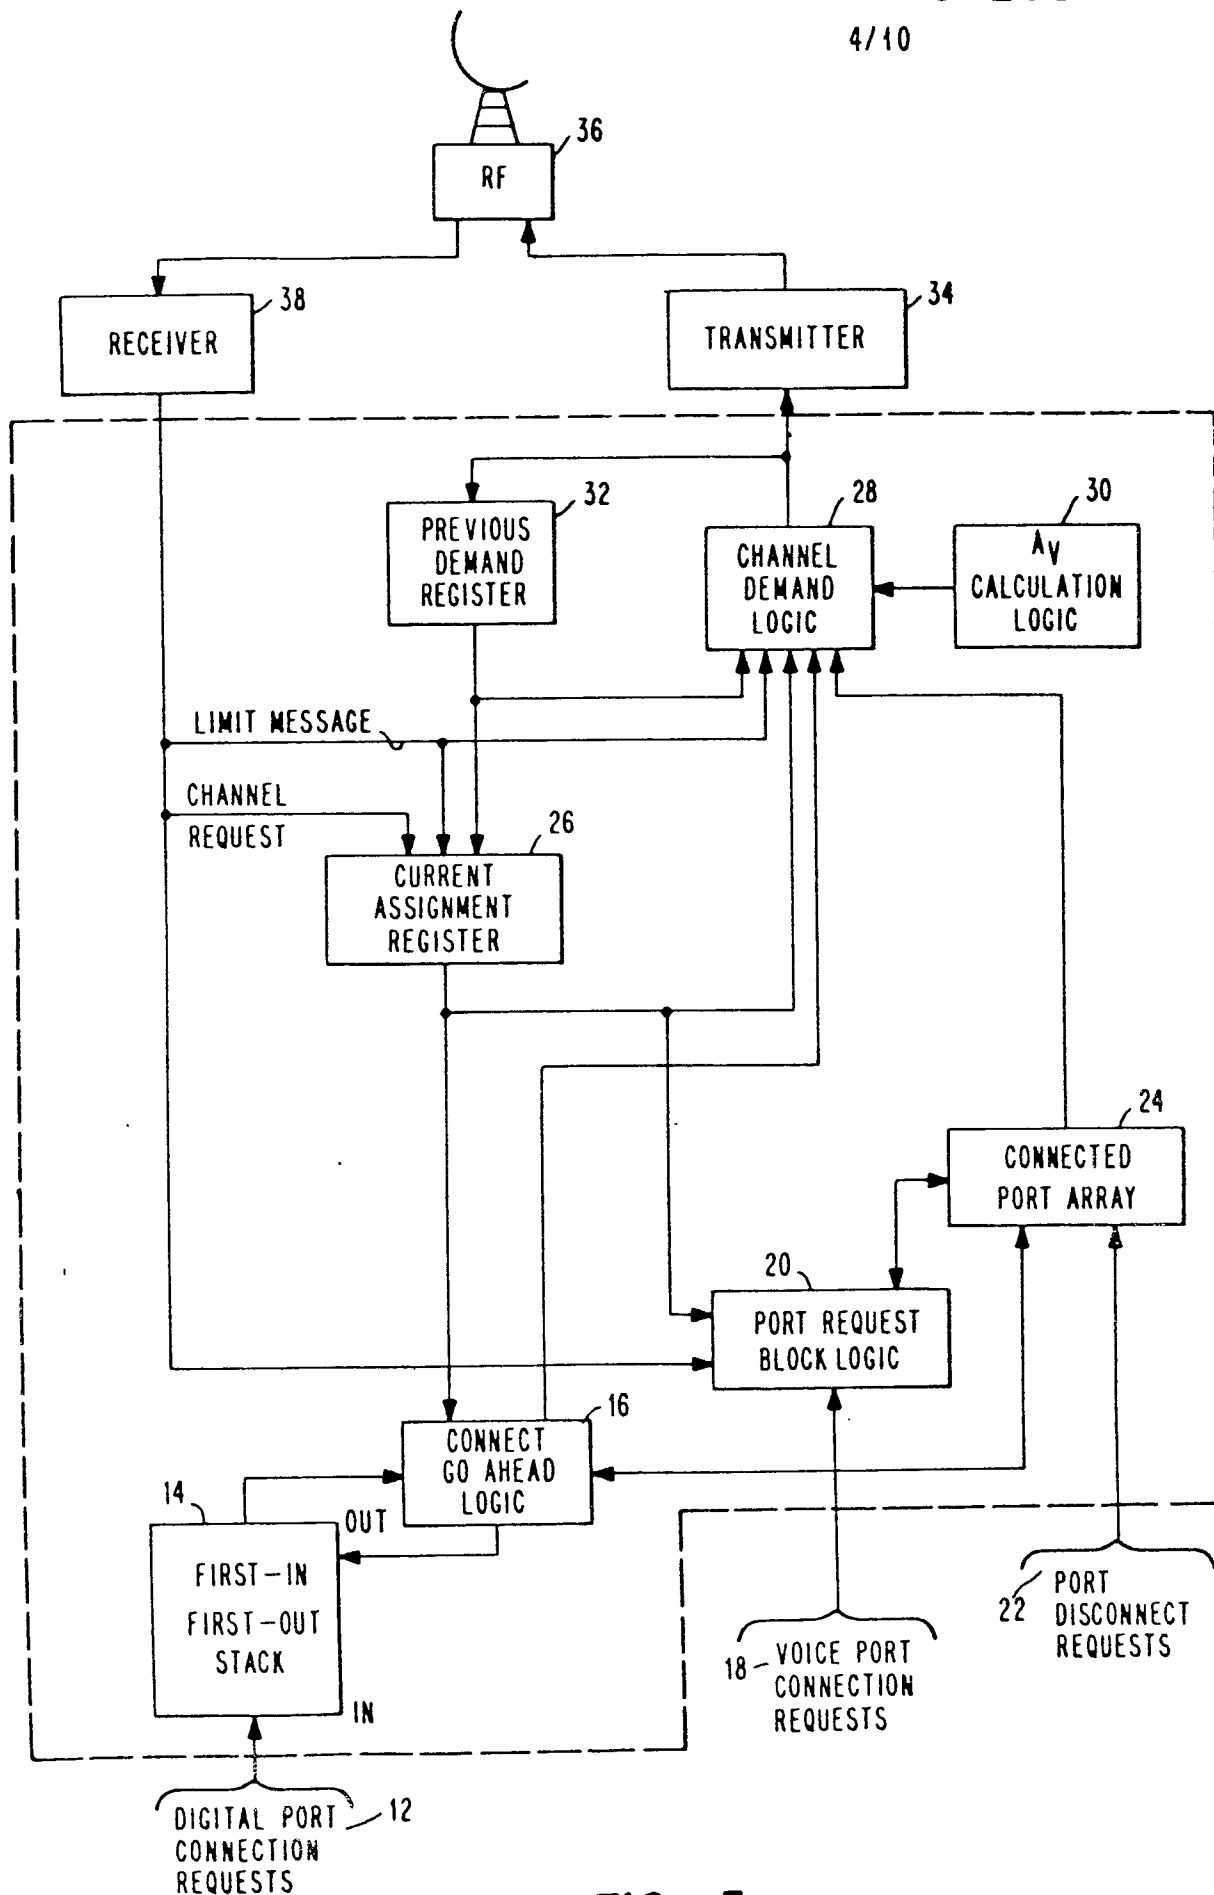 4/10
36
RF
38
RECEIVER
34
TRANSMITTER
32
PREVIOUS
DEMAND
REGISTER
28
CHANNEL
DEMAND
LOGIC
30
AV
CALCULATION
LOGIC
LIMIT MESSAGE
CHANNEL
REQUEST
26
CURRENT
ASSIGNMENT
REGISTER
24
CONNECTED
PORT ARRAY
20
PORT REQUEST
BLOCK LOGIC
16
CONNECT
GO AHEAD
LOGIC
14
OUT
FIRST-IN
FIRST-OUT
STACK
IN
22
PORT
DISCONNECT
REQUESTS
18
VOICE PORT
CONNECTION
REQUESTS
12
DIGITAL PORT
CONNECTION
REQUESTS